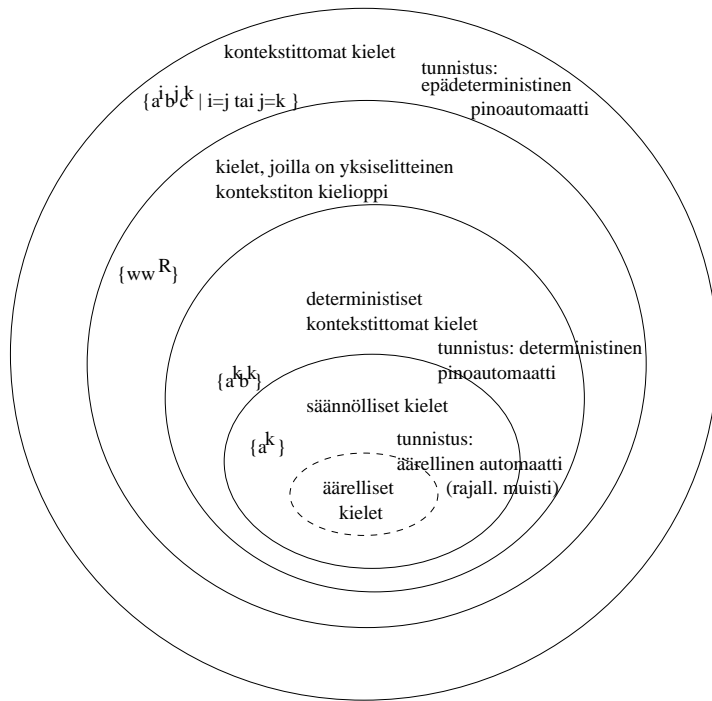 kontekstittomat kielet
tunnistus:
epädeterministinen
pinoautomaatti
{a^i b^j c^k | i=j tai j=k }
kielet, joilla on yksiselitteinen
kontekstiton kielioppi
{ww^R}
deterministiset
kontekstittomat kielet
tunnistus: deterministinen
pinoautomaatti
{a^k b^k}
säännölliset kielet
{a^k}
tunnistus:
äärellinen automaatti
(rajall. muisti)
äärelliset
kielet